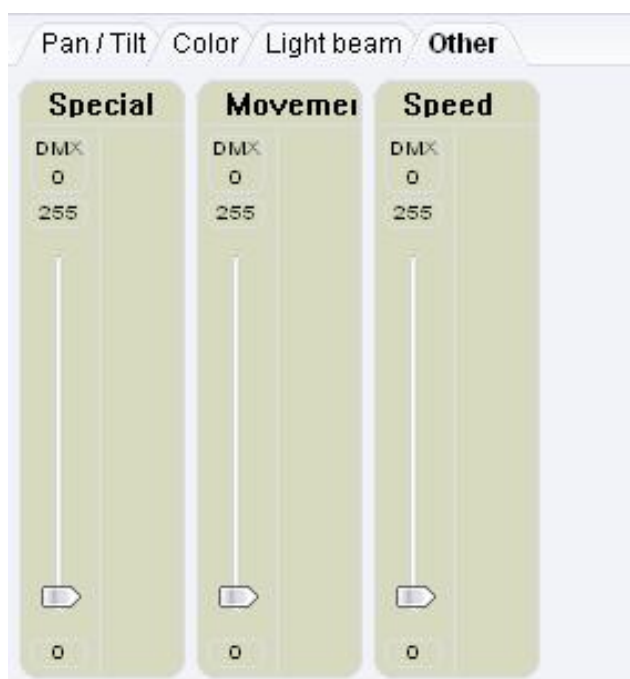 Pan / Tilt Color Light beam Other
Special Movemer Speed
DMX DMX DMX
0 0 0
255 255 255
0 0 0